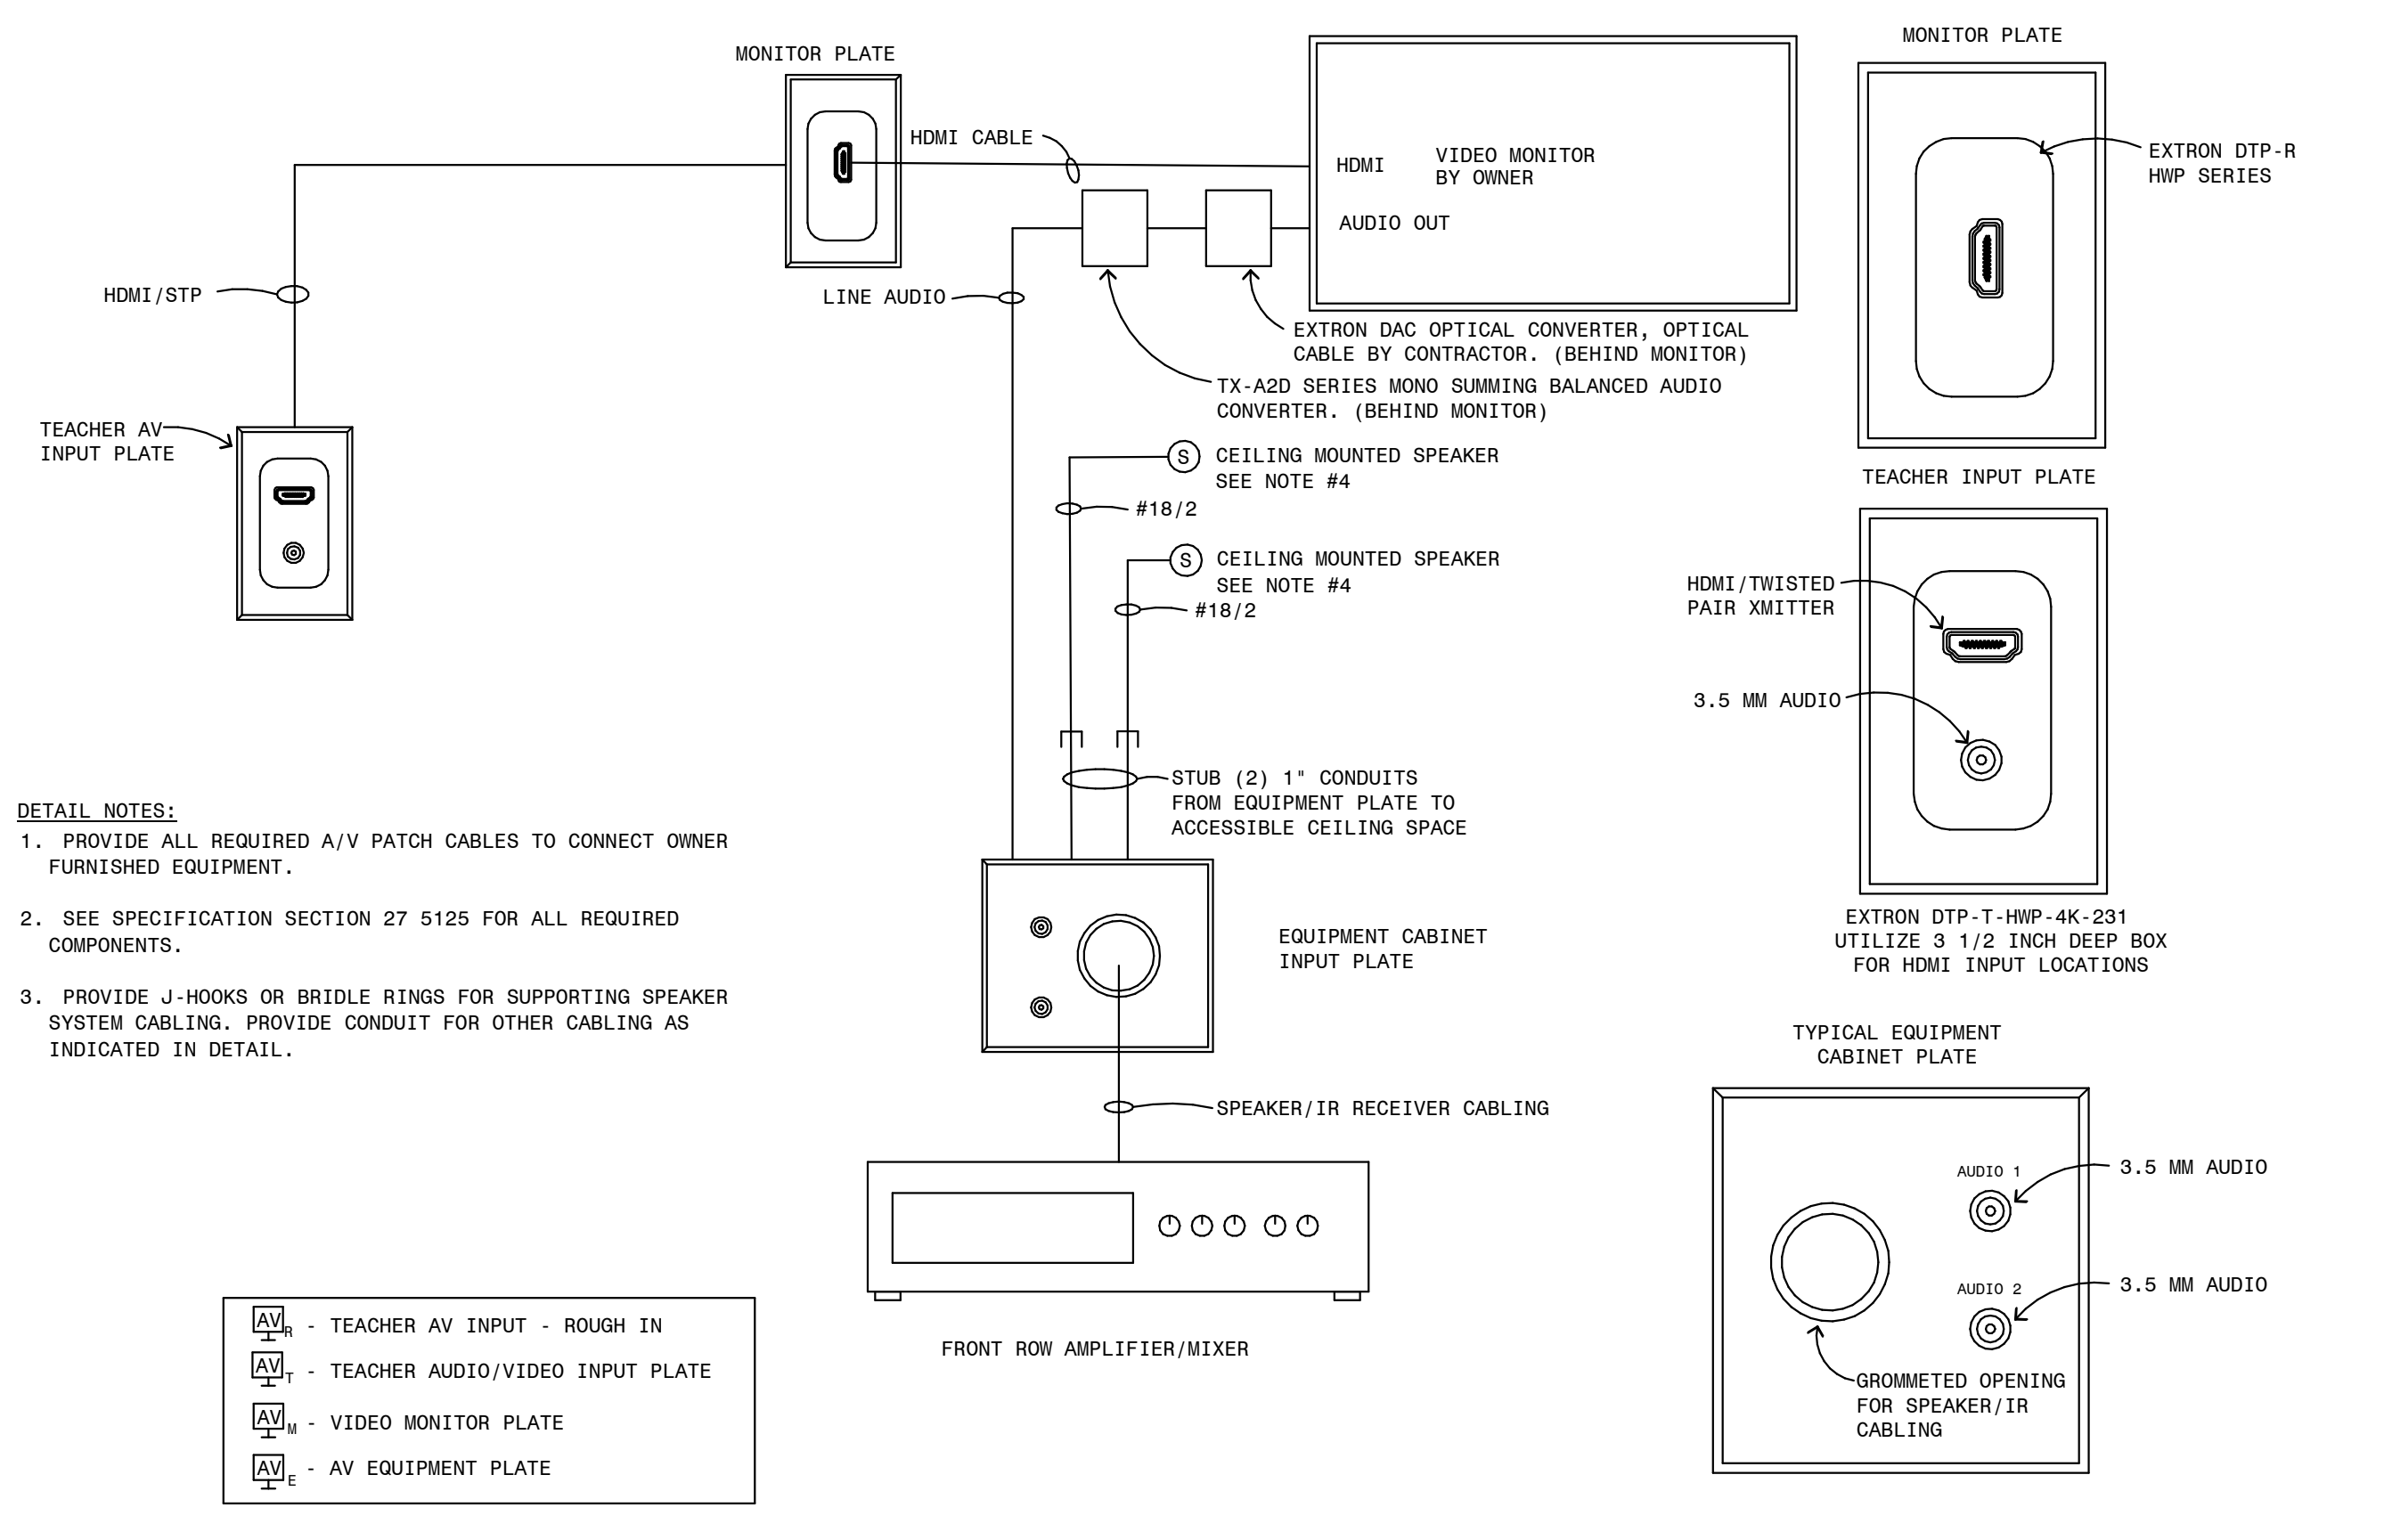 MONITOR PLATE
HDMI CABLE
HDMI
VIDEO MONITOR
BY OWNER
AUDIO OUT
MONITOR PLATE
EXTRON DTP-R
HWP SERIES
HDMI/STP
LINE AUDIO
EXTRON DAC OPTICAL CONVERTER, OPTICAL
CABLE BY CONTRACTOR. (BEHIND MONITOR)
TX-A2D SERIES MONO SUMMING BALANCED AUDIO
CONVERTER. (BEHIND MONITOR)
TEACHER AV
INPUT PLATE
S
CEILING MOUNTED SPEAKER
SEE NOTE #4
#18/2
S
CEILING MOUNTED SPEAKER
SEE NOTE #4
#18/2
TEACHER INPUT PLATE
HDMI/TWISTED
PAIR XMITTER
3.5 MM AUDIO
EXTRON DTP-T-HWP-4K-231
UTILIZE 3 1/2 INCH DEEP BOX
FOR HDMI INPUT LOCATIONS
STUB (2) 1" CONDUITS
FROM EQUIPMENT PLATE TO
ACCESSIBLE CEILING SPACE
DETAIL NOTES:
1. PROVIDE ALL REQUIRED A/V PATCH CABLES TO CONNECT OWNER
FURNISHED EQUIPMENT.
2. SEE SPECIFICATION SECTION 27 5125 FOR ALL REQUIRED
COMPONENTS.
3. PROVIDE J-HOOKS OR BRIDLE RINGS FOR SUPPORTING SPEAKER
SYSTEM CABLING. PROVIDE CONDUIT FOR OTHER CABLING AS
INDICATED IN DETAIL.
EQUIPMENT CABINET
INPUT PLATE
SPEAKER/IR RECEIVER CABLING
FRONT ROW AMPLIFIER/MIXER
TYPICAL EQUIPMENT
CABINET PLATE
AUDIO 1
3.5 MM AUDIO
AUDIO 2
3.5 MM AUDIO
GROMMETED OPENING
FOR SPEAKER/IR
CABLING
AV R - TEACHER AV INPUT - ROUGH IN
AV T - TEACHER AUDIO/VIDEO INPUT PLATE
AV M - VIDEO MONITOR PLATE
AV E - AV EQUIPMENT PLATE